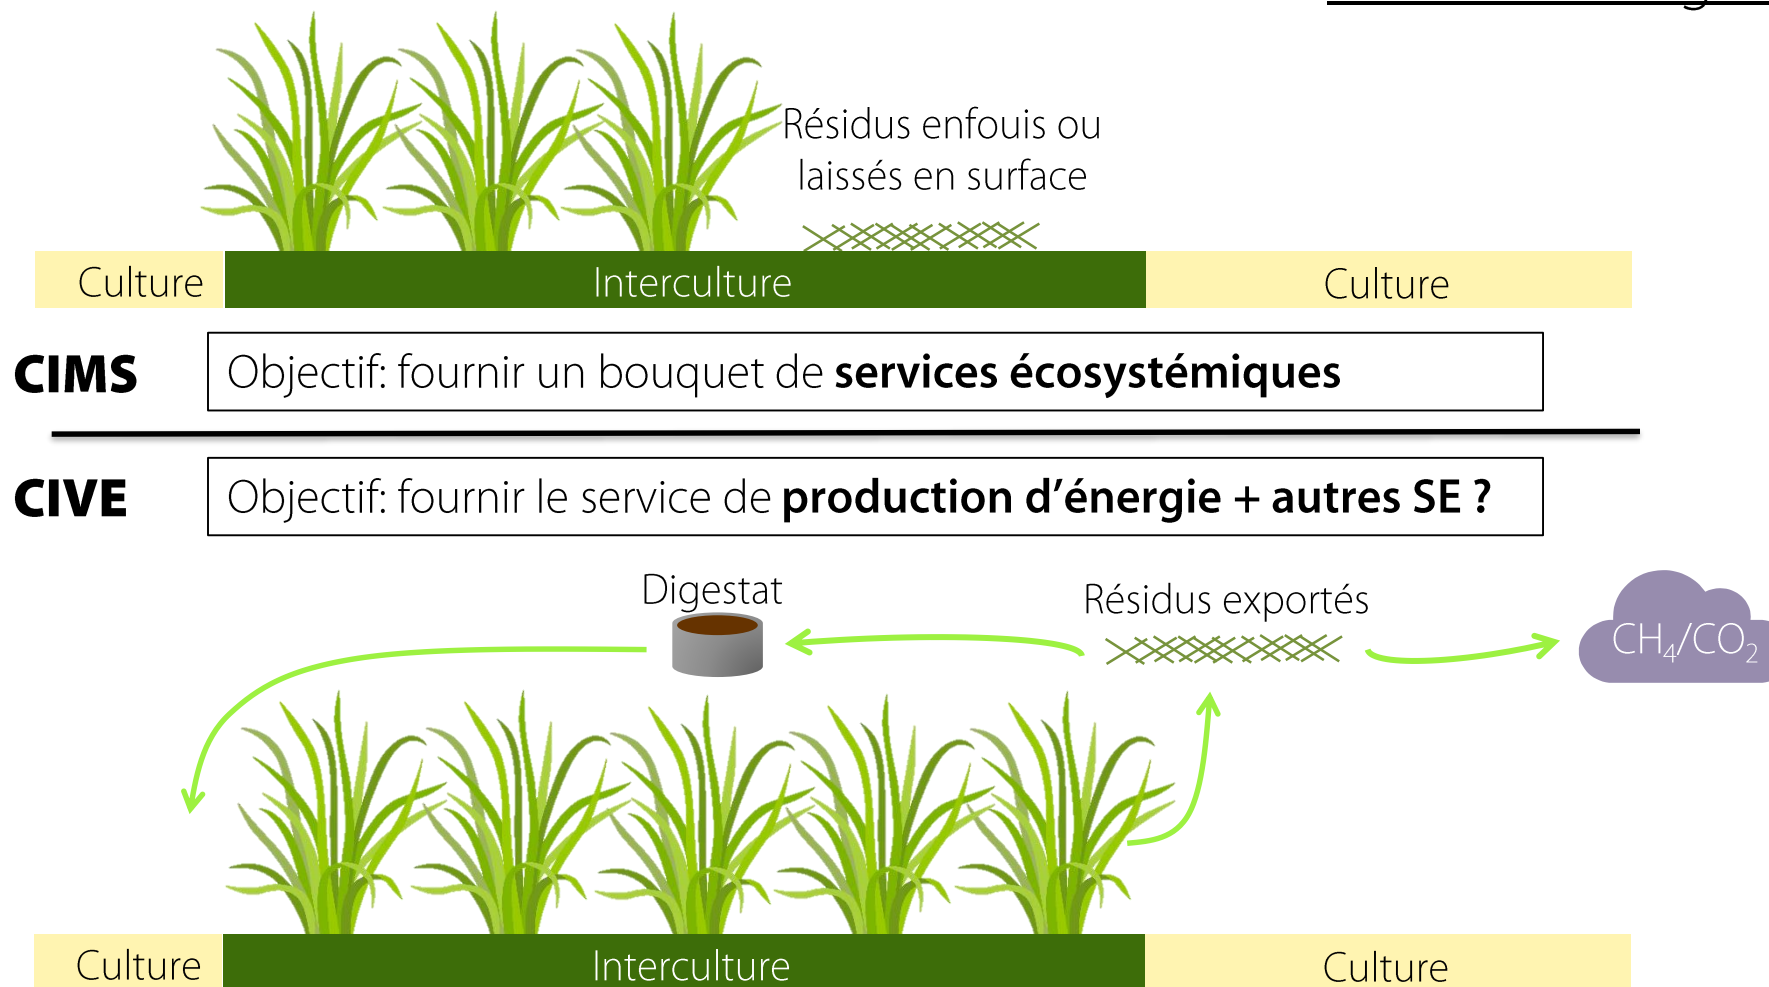 Résidus enfouis ou
laissés en surface
Culture
Interculture
Culture
CIMS
Objectif: fournir un bouquet de services écosystémiques
CIVE
Objectif: fournir le service de production d’énergie + autres SE ?
Digestat
Résidus exportés
CH₄/CO₂
Culture
Interculture
Culture